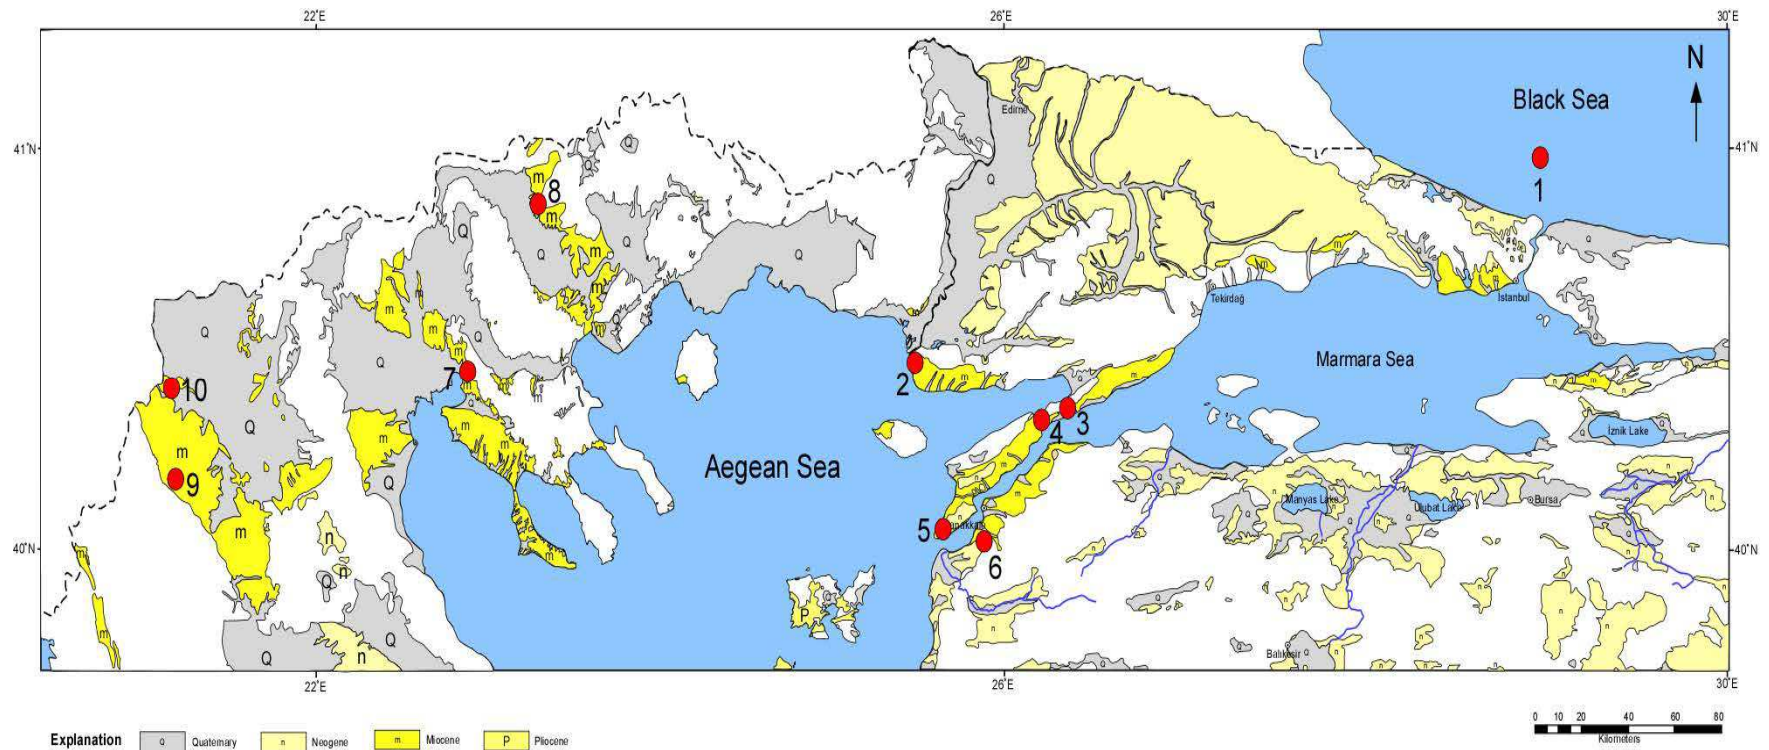 22˚E 26˚E 30˚E
N
Black Sea
Edirne
41˚N 41˚N
Q
1
m 8
m
Q
m
Q
Q
Q
m
Q
m
m
m
Tekirdağ
İstanbul
Marmara Sea
7
2
m
3
4
10
Q
m
9
Aegean Sea
İznik Lake
Manyas Lake
Ulubat Lake
Bursa
5
6
40˚N 40˚N
m
n
Q
n
P
Q
n
Balıkesir
22˚E 26˚E 30˚E
0 10 20 40 60 80
Kilometers
Explanation Q Quaternary n Neogene m Miocene P Pliocene